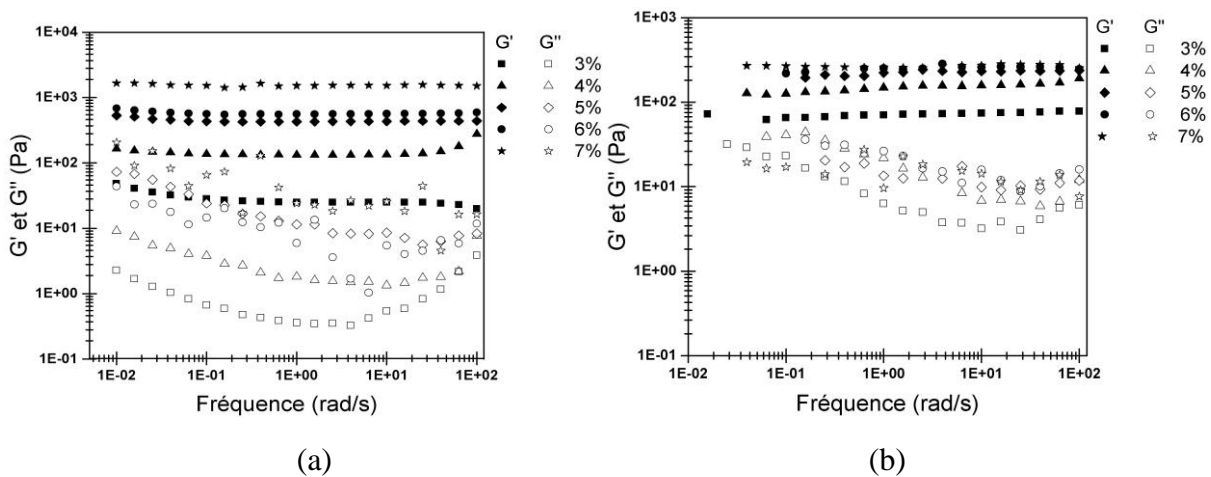 1E+04
1E+03
1E+02
1E+01
1E+00
1E-01
G' et G'' (Pa)
1E-02 1E-01 1E+00 1E+01 1E+02
Fréquence (rad/s)
G' G''
3%
4%
5%
6%
7%
(a)
1E+03
1E+02
1E+01
1E+00
1E-01
G' et G'' (Pa)
1E-02 1E-01 1E+00 1E+01 1E+02
Fréquence (rad/s)
G' G''
3%
4%
5%
6%
7%
(b)